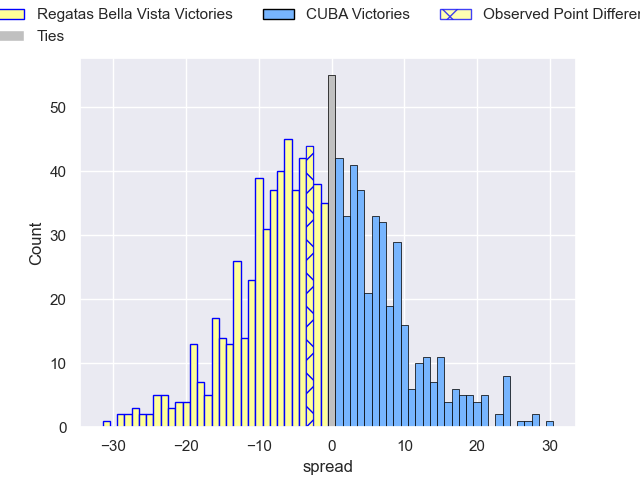 Regatas Bella Vista Victories CUBA Victories Observed Point
Ties
50
40
30
20
10
0
Count
−30 −20 −10 0 10 20 30
spread